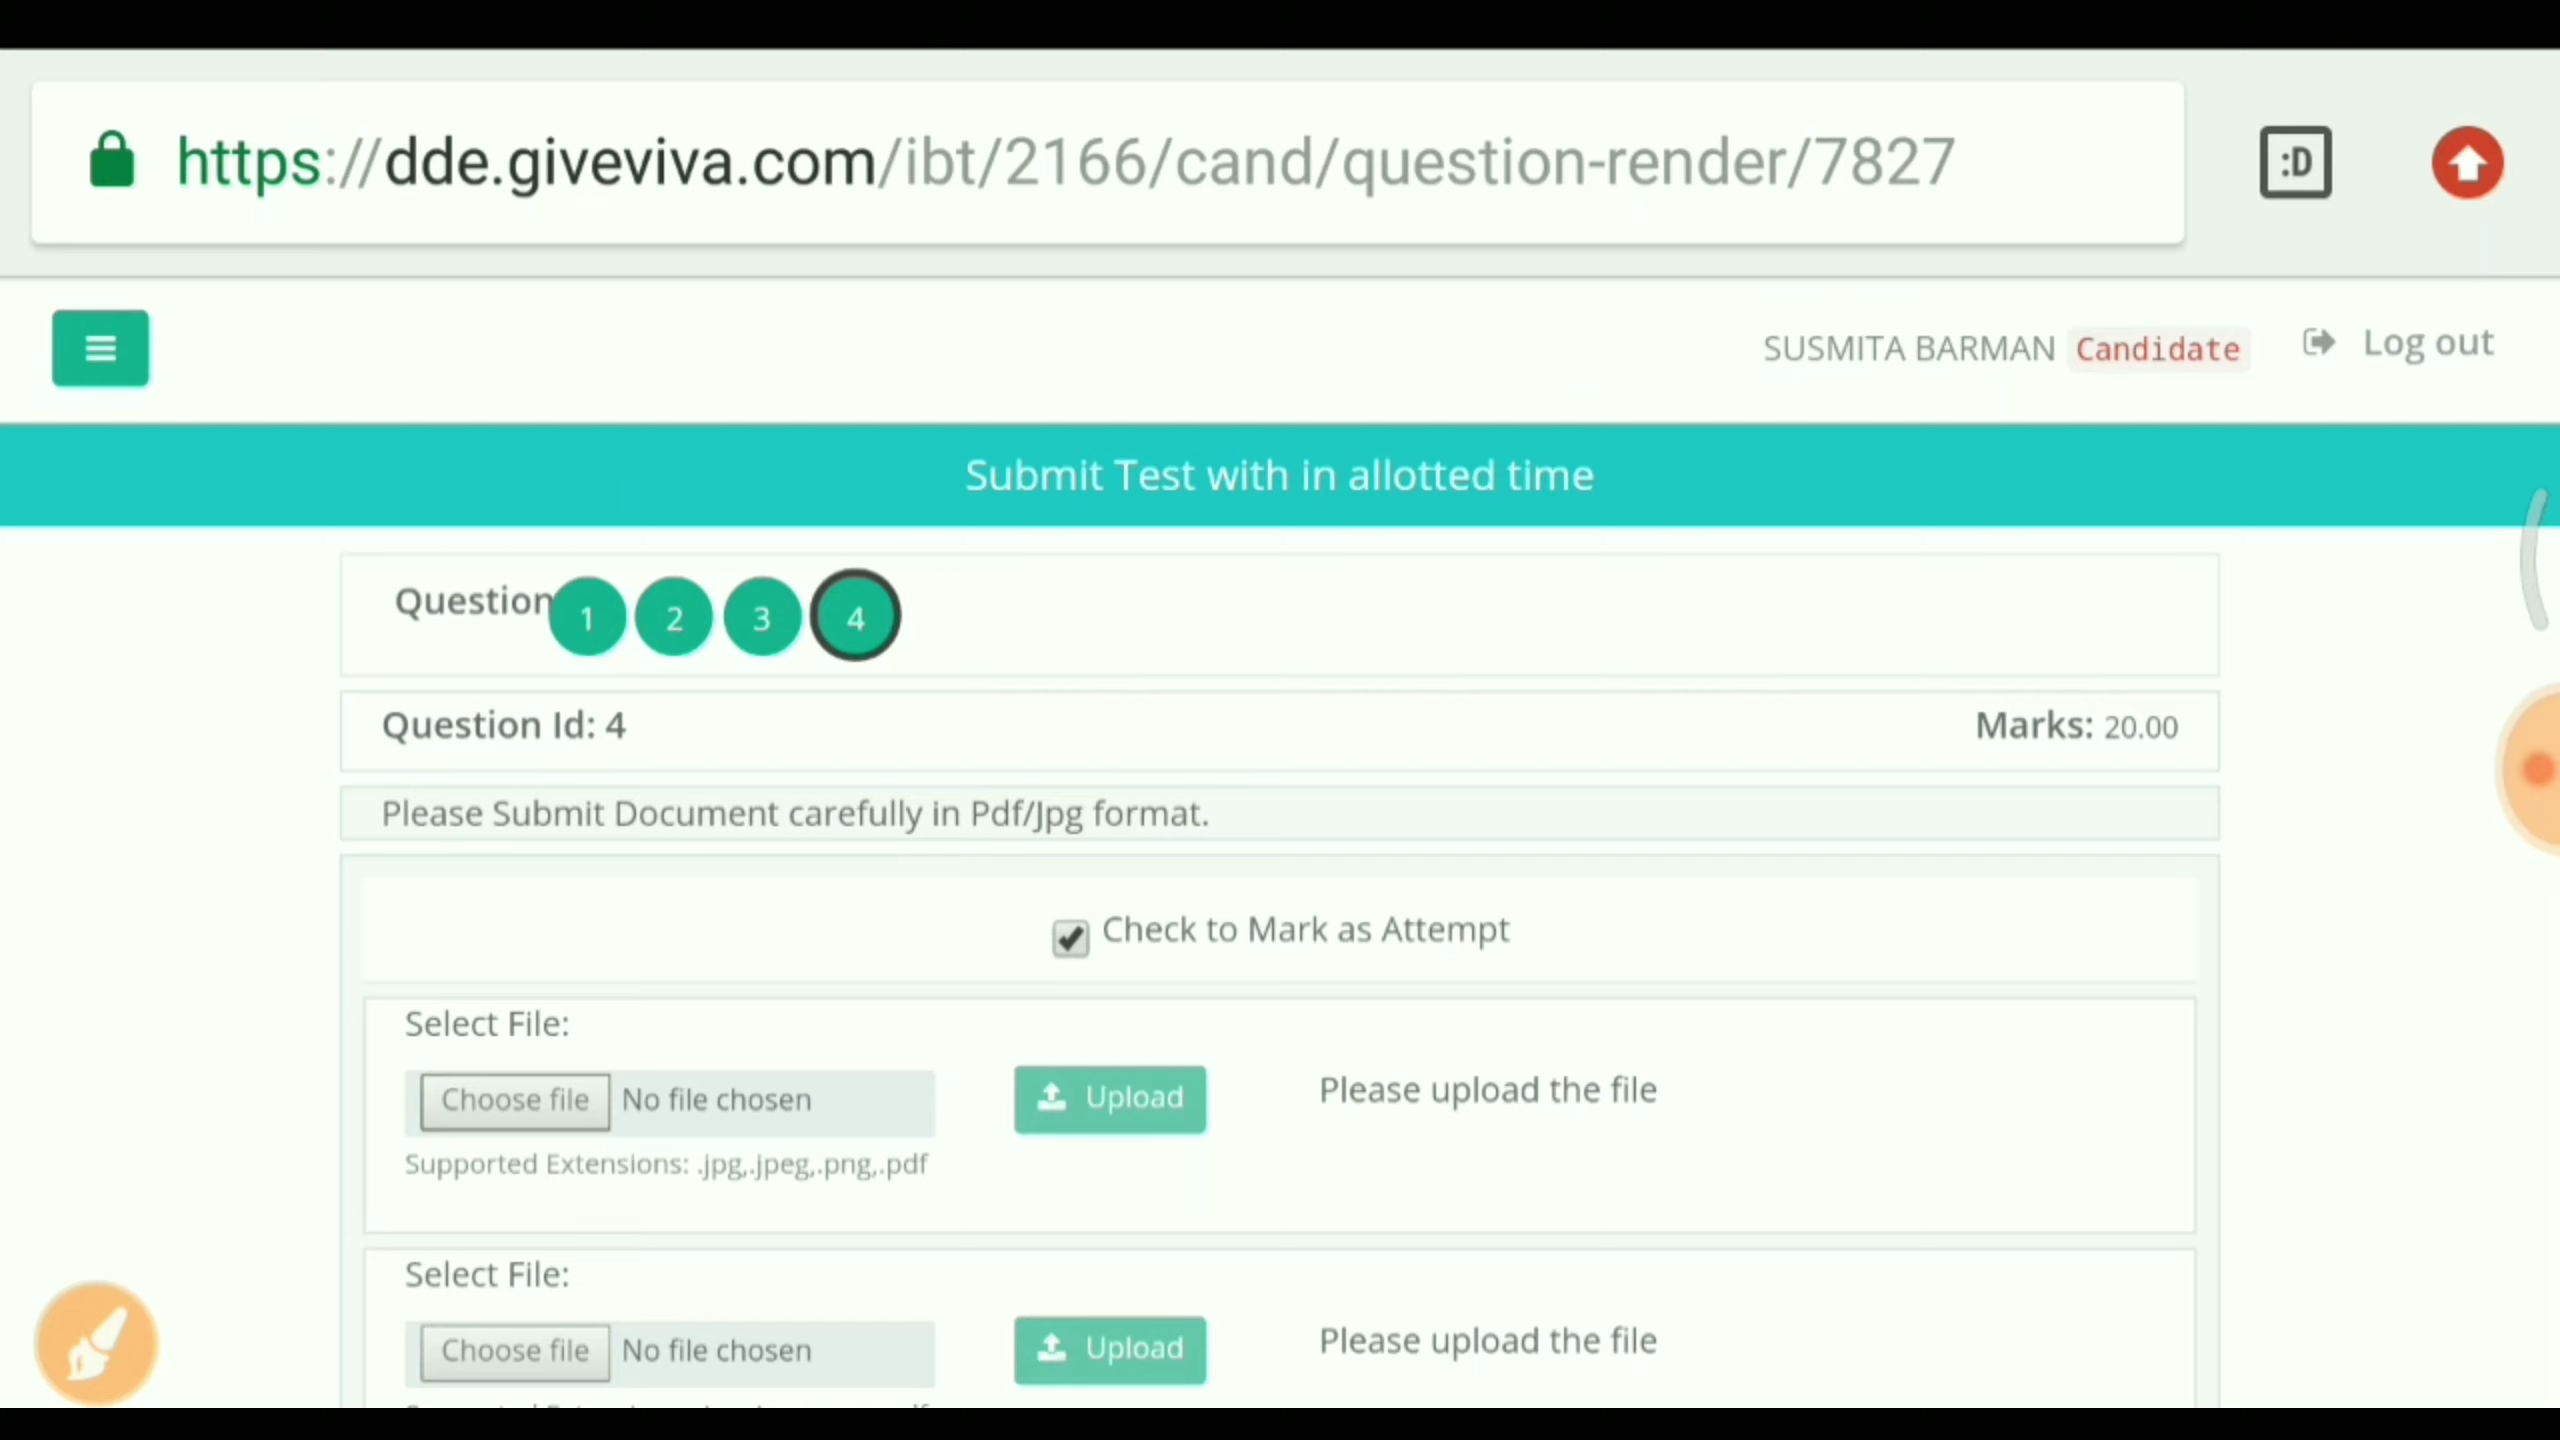 https://dde.giveviva.com/ibt/2166/cand/question-render/7827
:D
SUSMITA BARMAN Candidate Log out
Submit Test with in allotted time
Question 1 2 3 4
Question Id: 4 Marks: 20.00
Please Submit Document carefully in Pdf/Jpg format.
Check to Mark as Attempt
Select File:
Choose file No file chosen Upload Please upload the file
Supported Extensions: .jpg,.jpeg,.png,.pdf
Select File:
Choose file No file chosen Upload Please upload the file